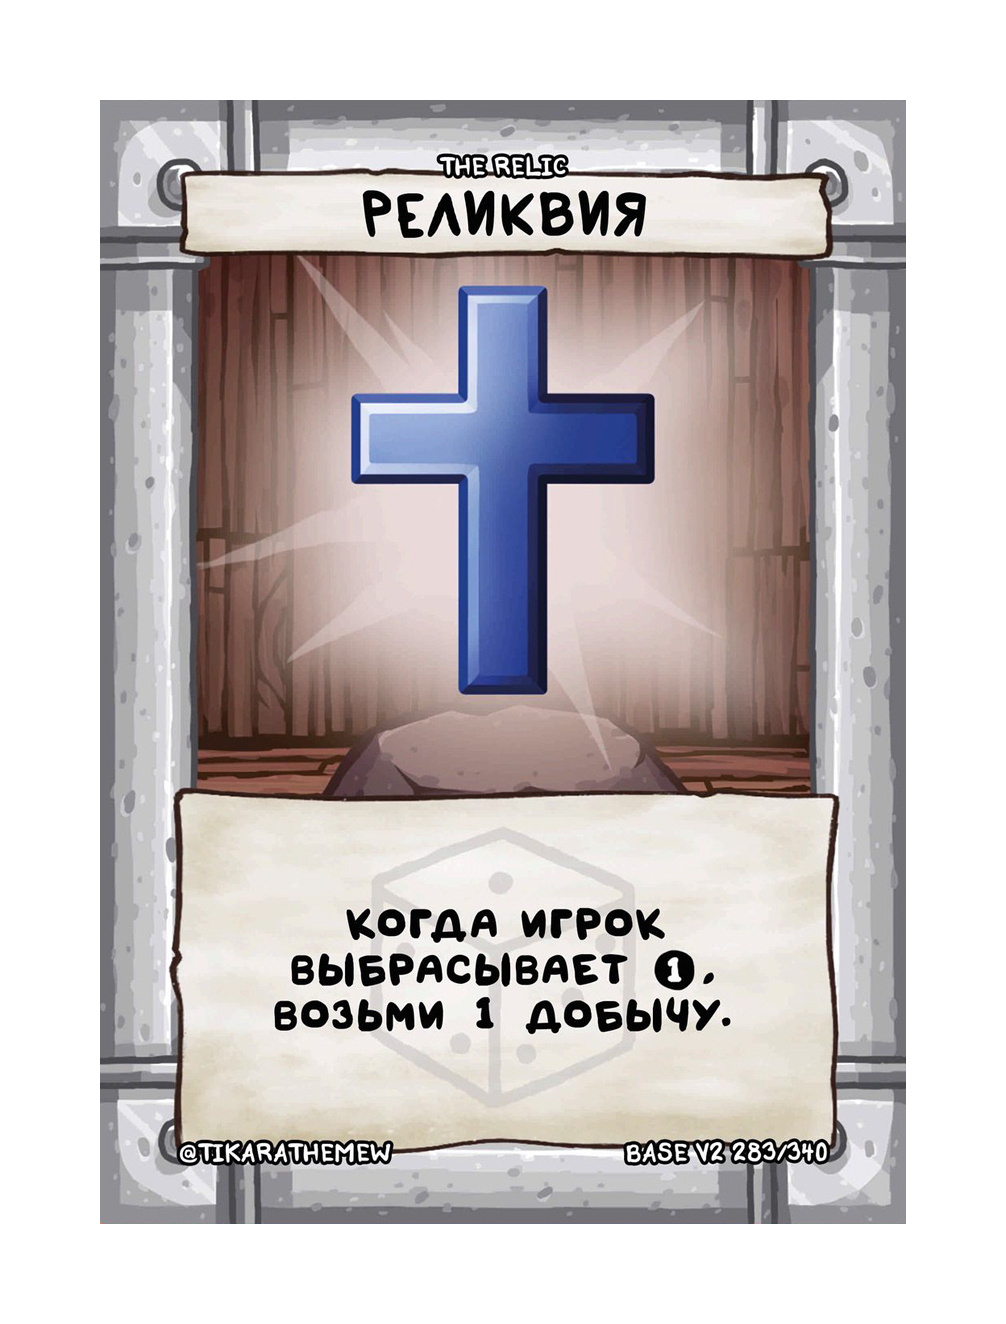 THE RELIC
РЕЛИКВИЯ
КОГДА ИГРОК
ВЫБРАСЫВАЕТ 1,
ВОЗЬМИ 1 ДОБЫЧУ.
@TIKARATHEMEW
BASE V2 283/340